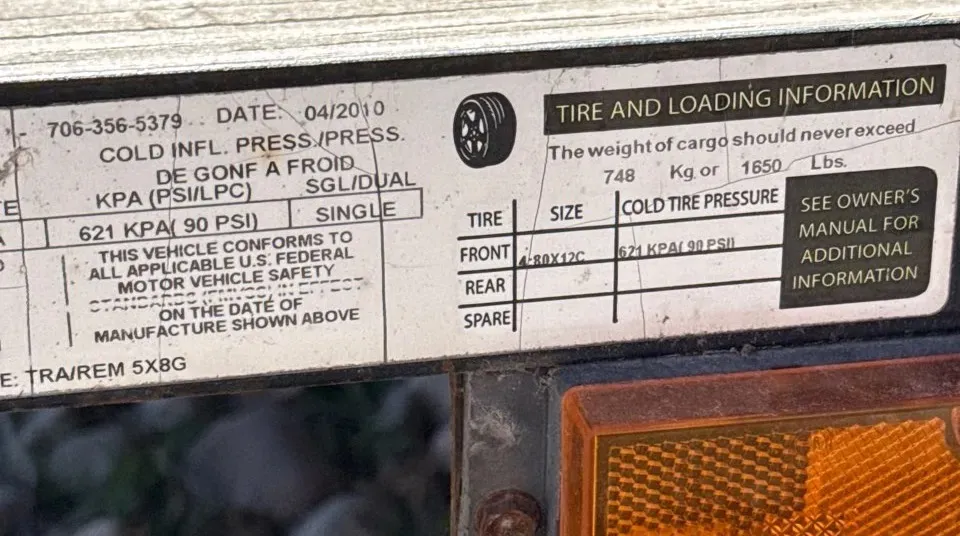 706-356-5379 DATE: 04/2010
COLD INFL. PRESS./PRESS.
DE GONF A FROID
KPA (PSI/LPC) SGL/DUAL
621 KPA( 90 PSI) SINGLE
THIS VEHICLE CONFORMS TO
ALL APPLICABLE U.S. FEDERAL
MOTOR VEHICLE SAFETY
STANDARDS IN EFFECT
ON THE DATE OF
MANUFACTURE SHOWN ABOVE
E: TRA/REM 5X8G
TIRE AND LOADING INFORMATION
The weight of cargo should never exceed
748 Kg. or 1650 Lbs.
TIRE SIZE COLD TIRE PRESSURE
FRONT 4.80X12C 621 KPA( 90 PSI)
REAR
SPARE
SEE OWNER'S
MANUAL FOR
ADDITIONAL
INFORMATION